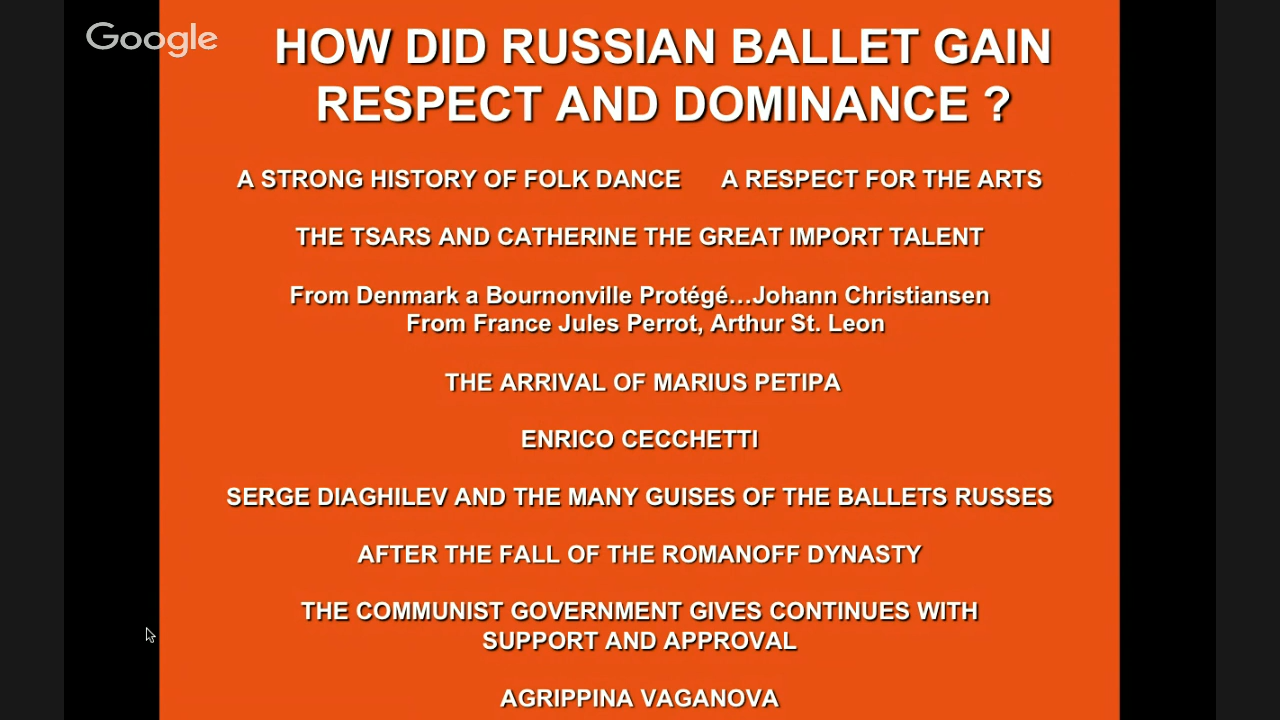 Google
HOW DID RUSSIAN BALLET GAIN
RESPECT AND DOMINANCE ?
A STRONG HISTORY OF FOLK DANCE A RESPECT FOR THE ARTS
THE TSARS AND CATHERINE THE GREAT IMPORT TALENT
From Denmark a Bournonville Protégé...Johann Christiansen
From France Jules Perrot, Arthur St. Leon
THE ARRIVAL OF MARIUS PETIPA
ENRICO CECCHETTI
SERGE DIAGHILEV AND THE MANY GUISES OF THE BALLETS RUSSES
AFTER THE FALL OF THE ROMANOFF DYNASTY
THE COMMUNIST GOVERNMENT GIVES CONTINUES WITH
SUPPORT AND APPROVAL
AGRIPPINA VAGANOVA